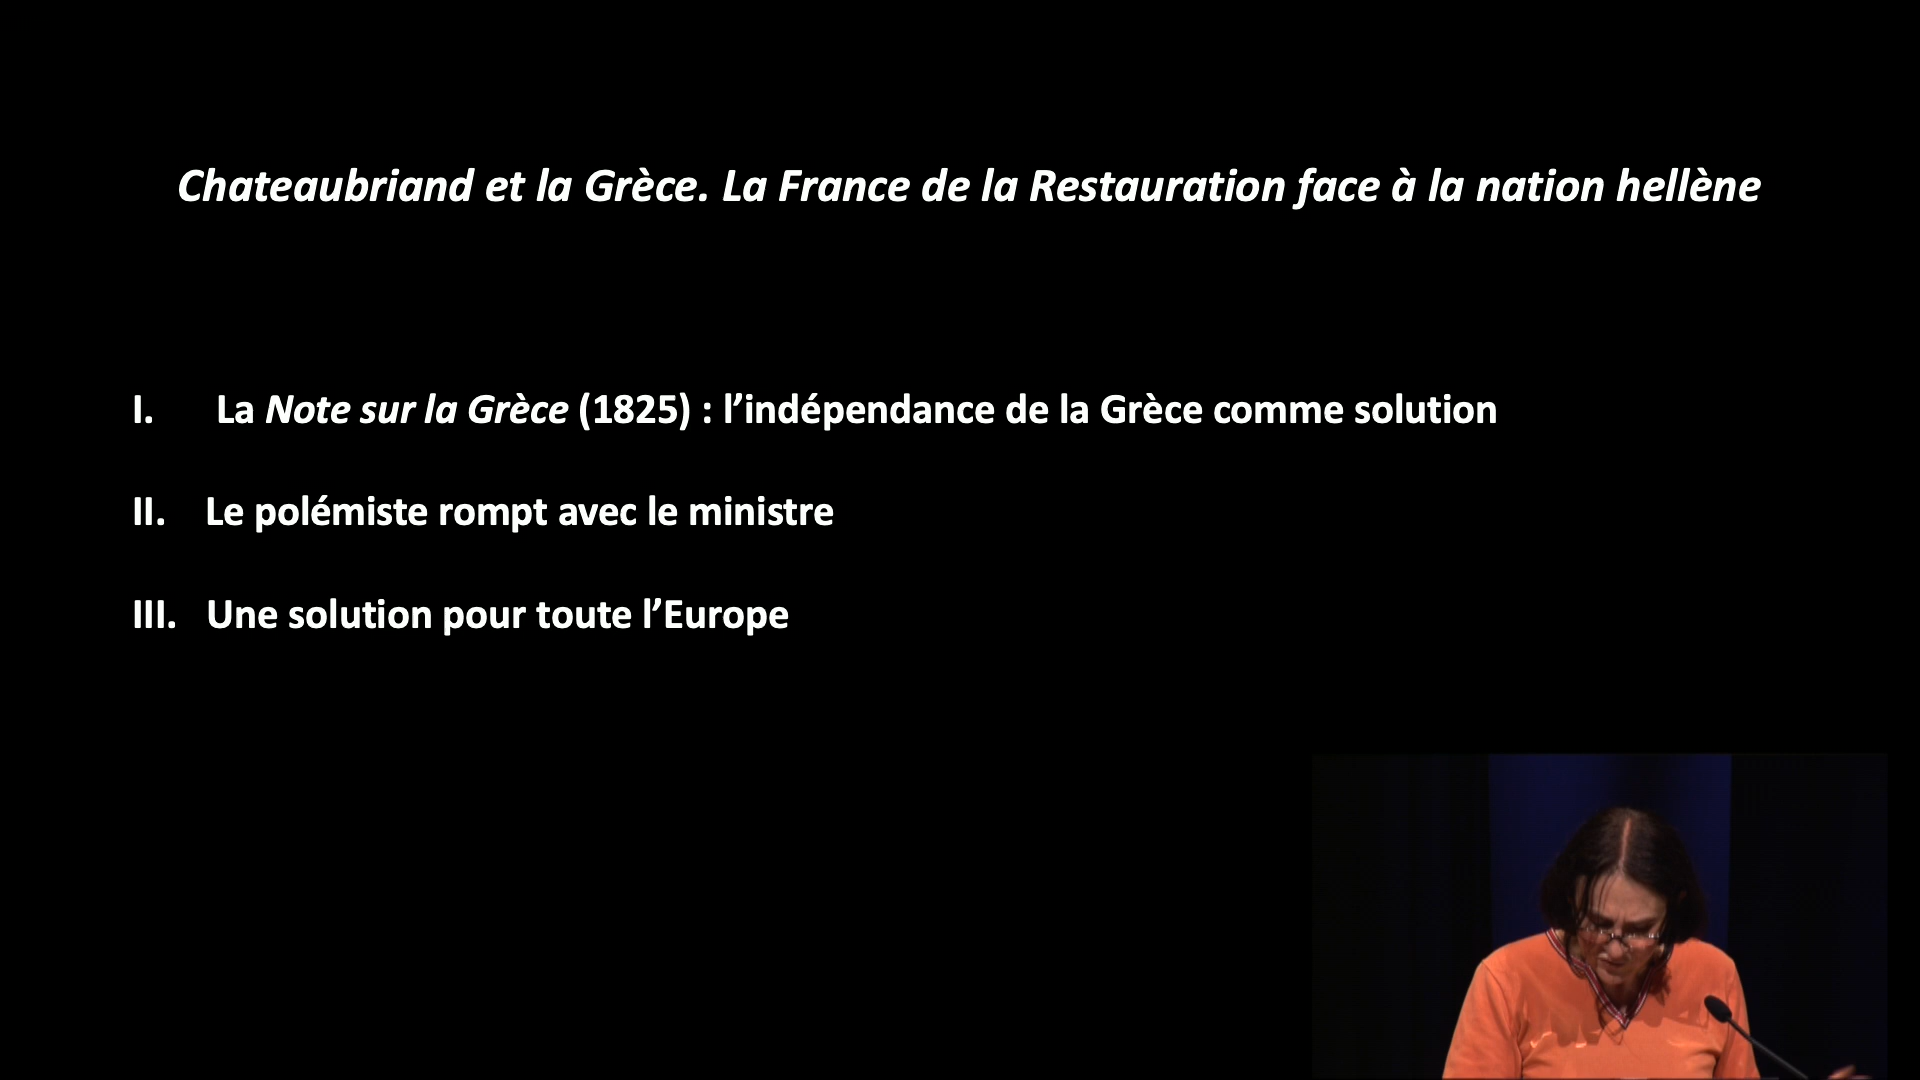 Chateaubriand et la Grèce. La France de la Restauration face à la nation hellène
I. La Note sur la Grèce (1825) : l’indépendance de la Grèce comme solution
II. Le polémiste rompt avec le ministre
III. Une solution pour toute l’Europe